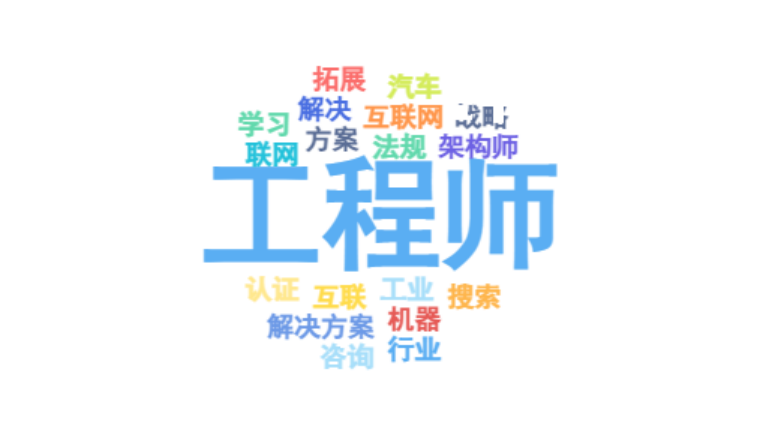 拓展
汽车
解决
互联网
战略
学习
方案
法规
架构师
联网
工程师
认证
互联
工业
搜索
解决方案
机器
咨询
行业